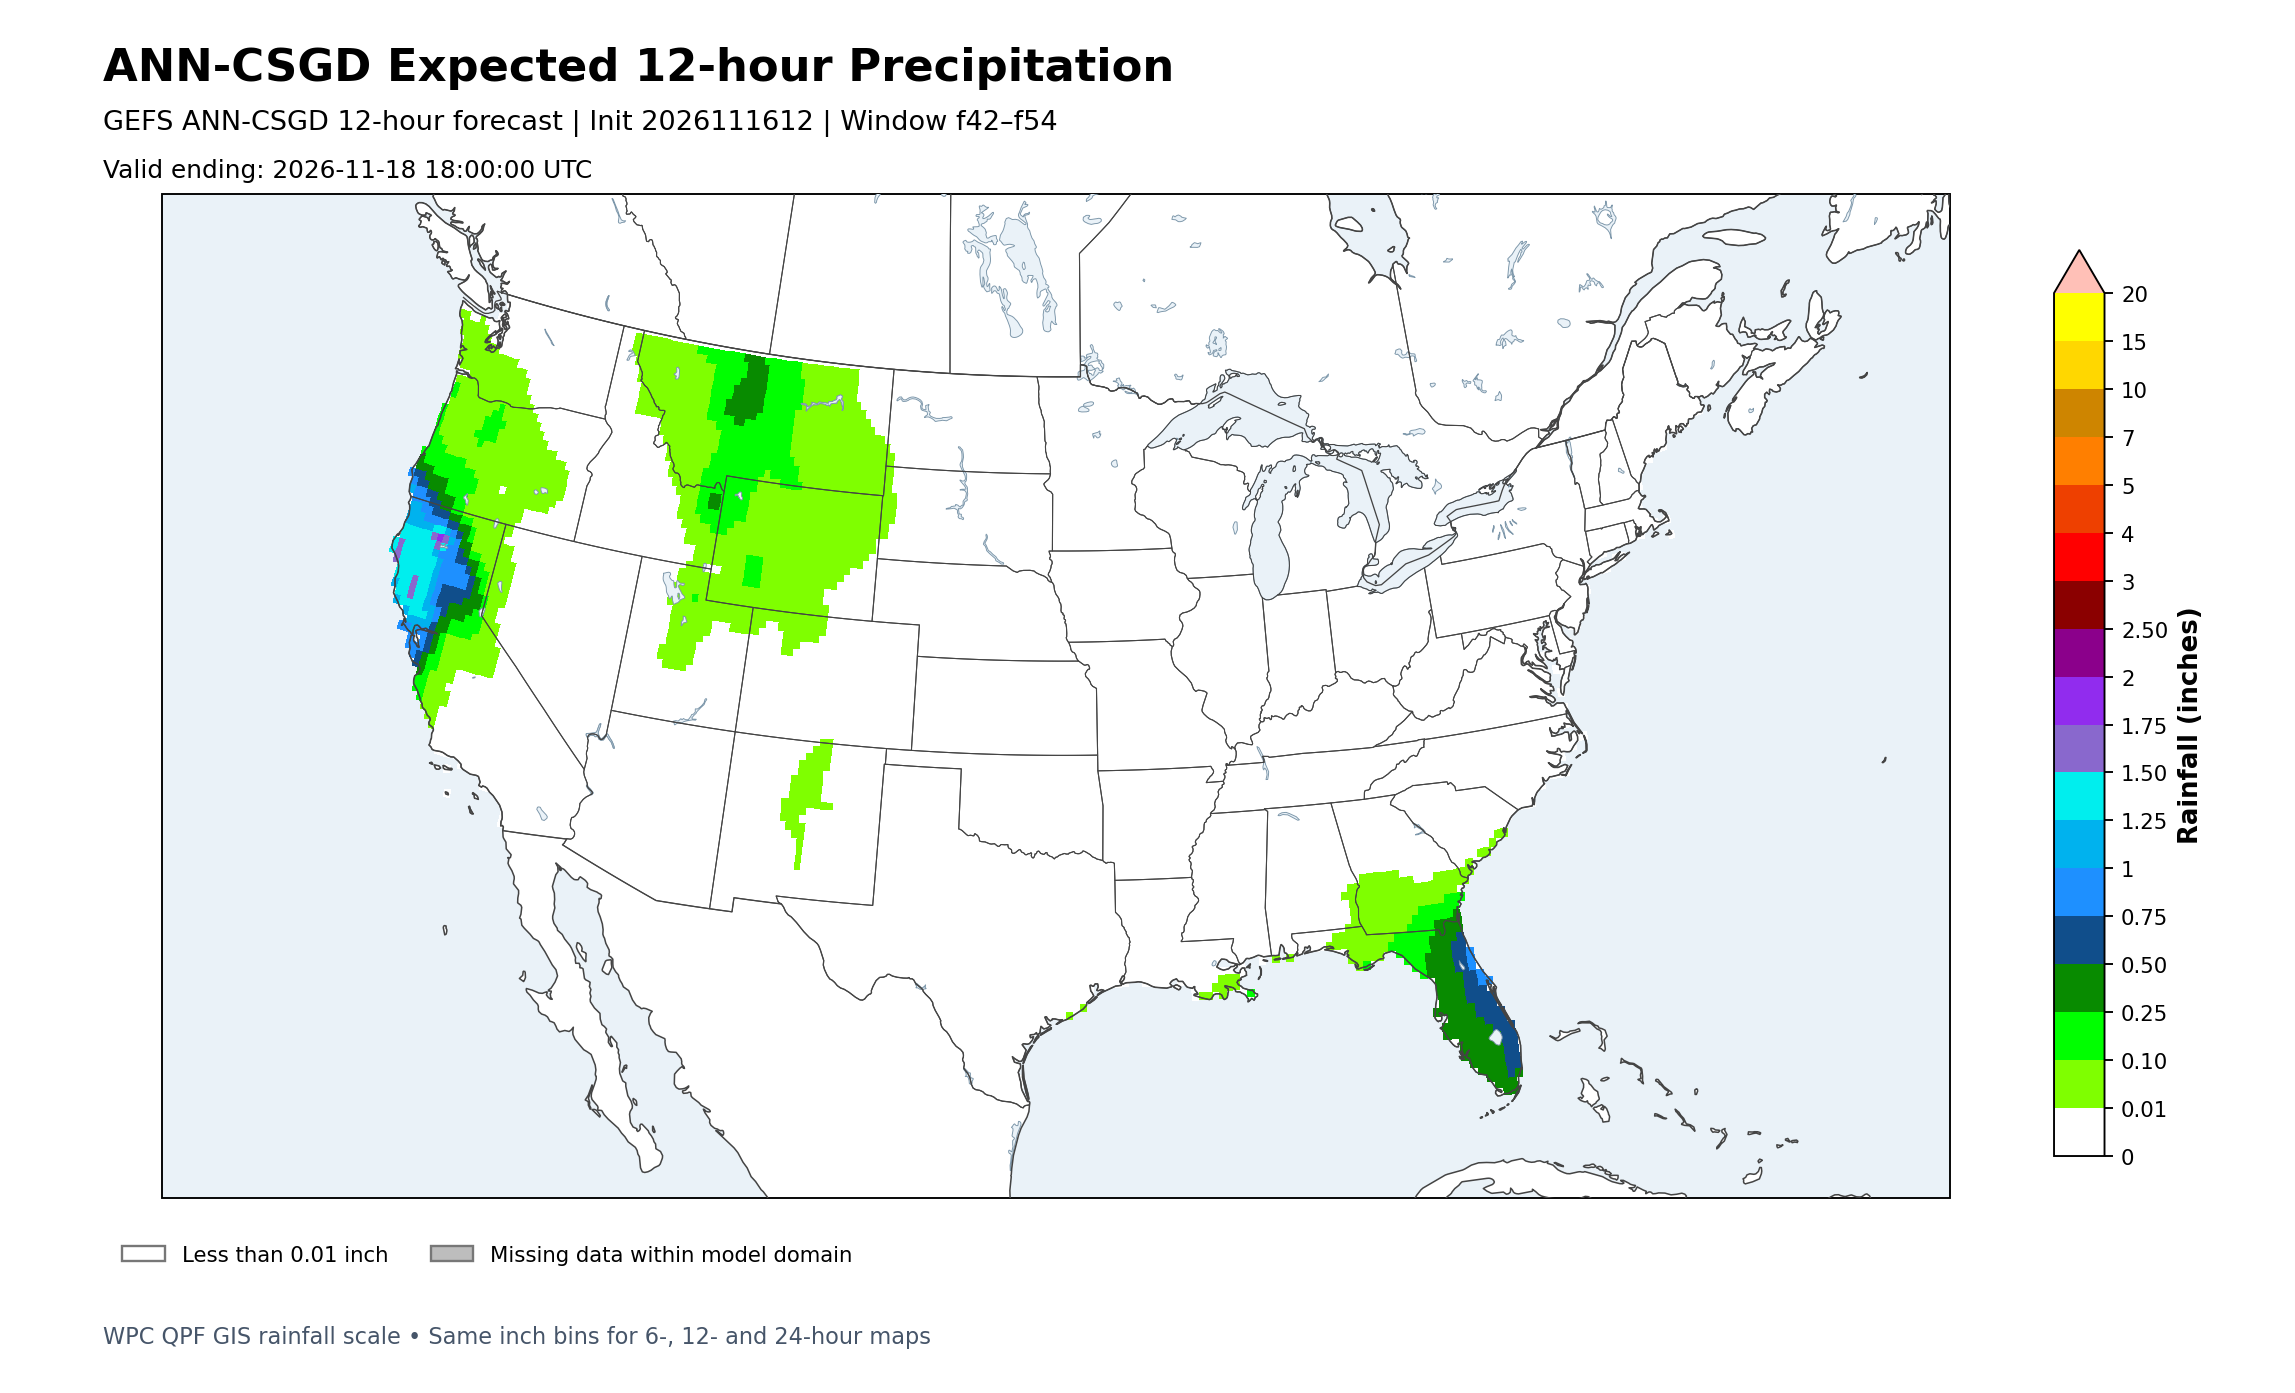 ANN-CSGD Expected 12-hour Precipitation
GEFS ANN-CSGD 12-hour forecast | Init 2026111612 | Window f42–f54
Valid ending: 2026-11-18 18:00:00 UTC
20
15
10
7
5
4
3
2.50
2
1.75
1.50
1.25
1
0.75
0.50
0.25
0.10
0.01
0
Rainfall (inches)
Less than 0.01 inch
Missing data within model domain
WPC QPF GIS rainfall scale • Same inch bins for 6-, 12- and 24-hour maps